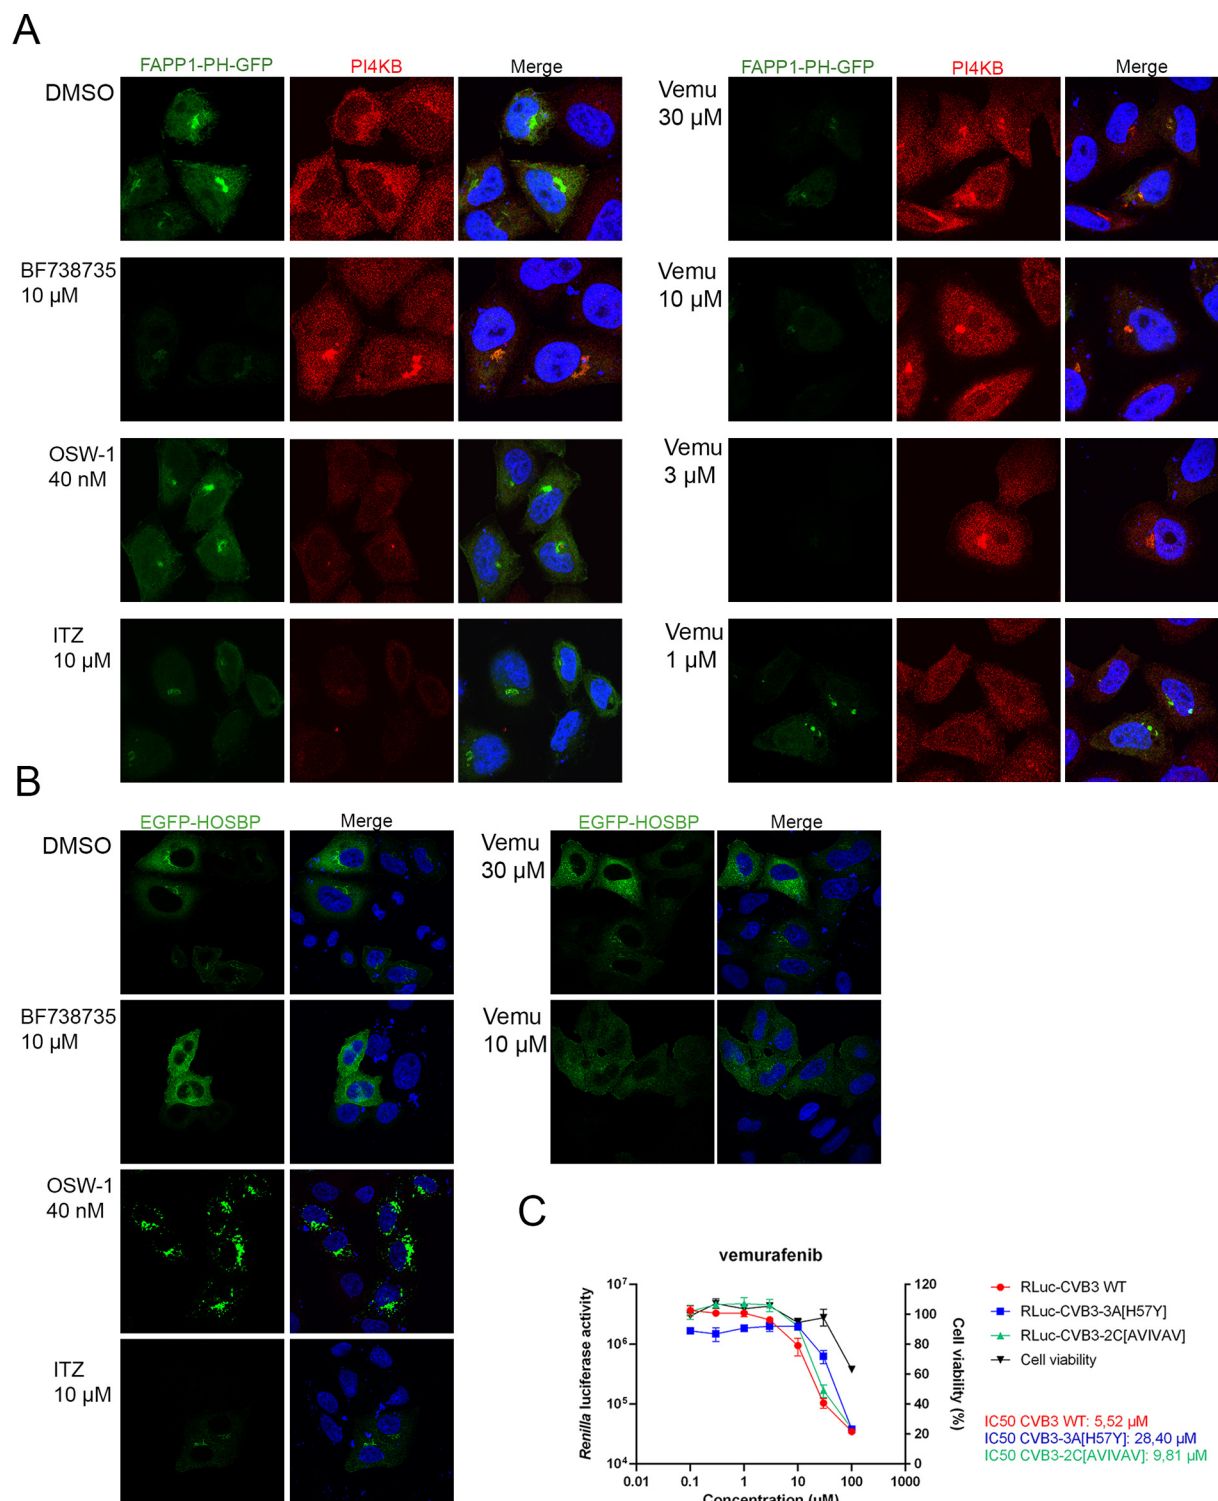 A
FAPP1-PH-GFP PI4KB Merge
DMSO
BF738735
10 µM
OSW-1
40 nM
ITZ
10 µM
FAPP1-PH-GFP PI4KB Merge
Vemu
30 µM
Vemu
10 µM
Vemu
3 µM
Vemu
1 µM
B
EGFP-HOSBP Merge
DMSO
BF738735
10 µM
OSW-1
40 nM
ITZ
10 µM
EGFP-HOSBP Merge
Vemu
30 µM
Vemu
10 µM
C
vemurafenib
Renilla luciferase activity
10⁷
10⁶
10⁵
10⁴
0.01 0.1 1 10 100 1000
Concentration (µM)
120
100
80
60
40
20
0
Cell viability (%)
RLuc-CVB3 WT
RLuc-CVB3-3A[H57Y]
RLuc-CVB3-2C[AVIVAV]
Cell viability
IC50 CVB3 WT: 5,52 µM
IC50 CVB3-3A[H57Y]: 28,40 µM
IC50 CVB3-2C[AVIVAV]: 9,81 µM